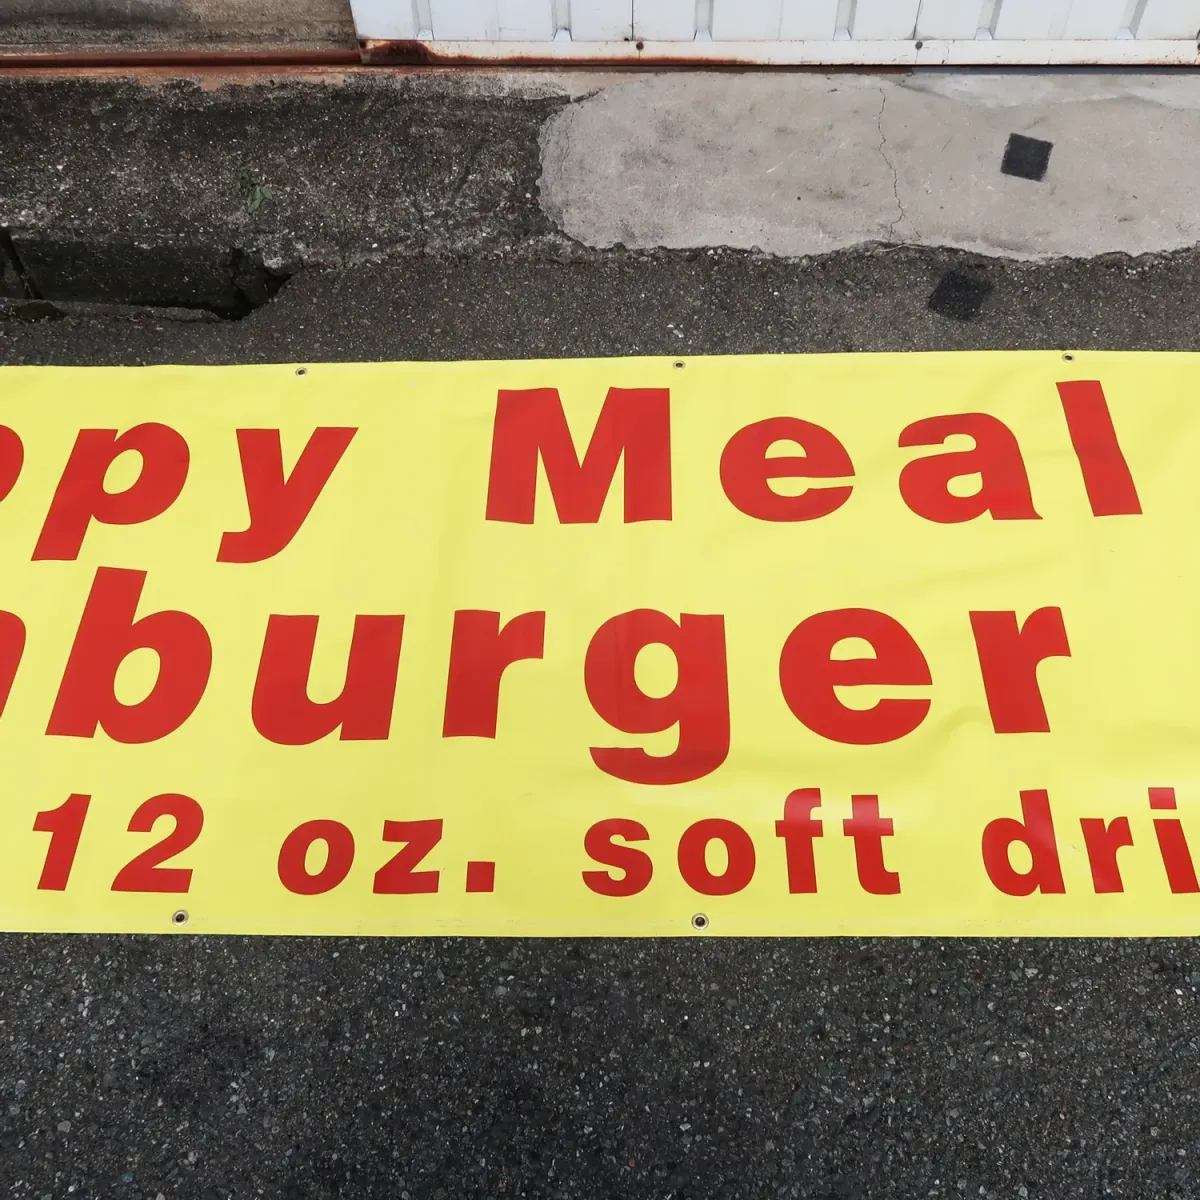 ppy Meal
burger
12 oz. soft dri